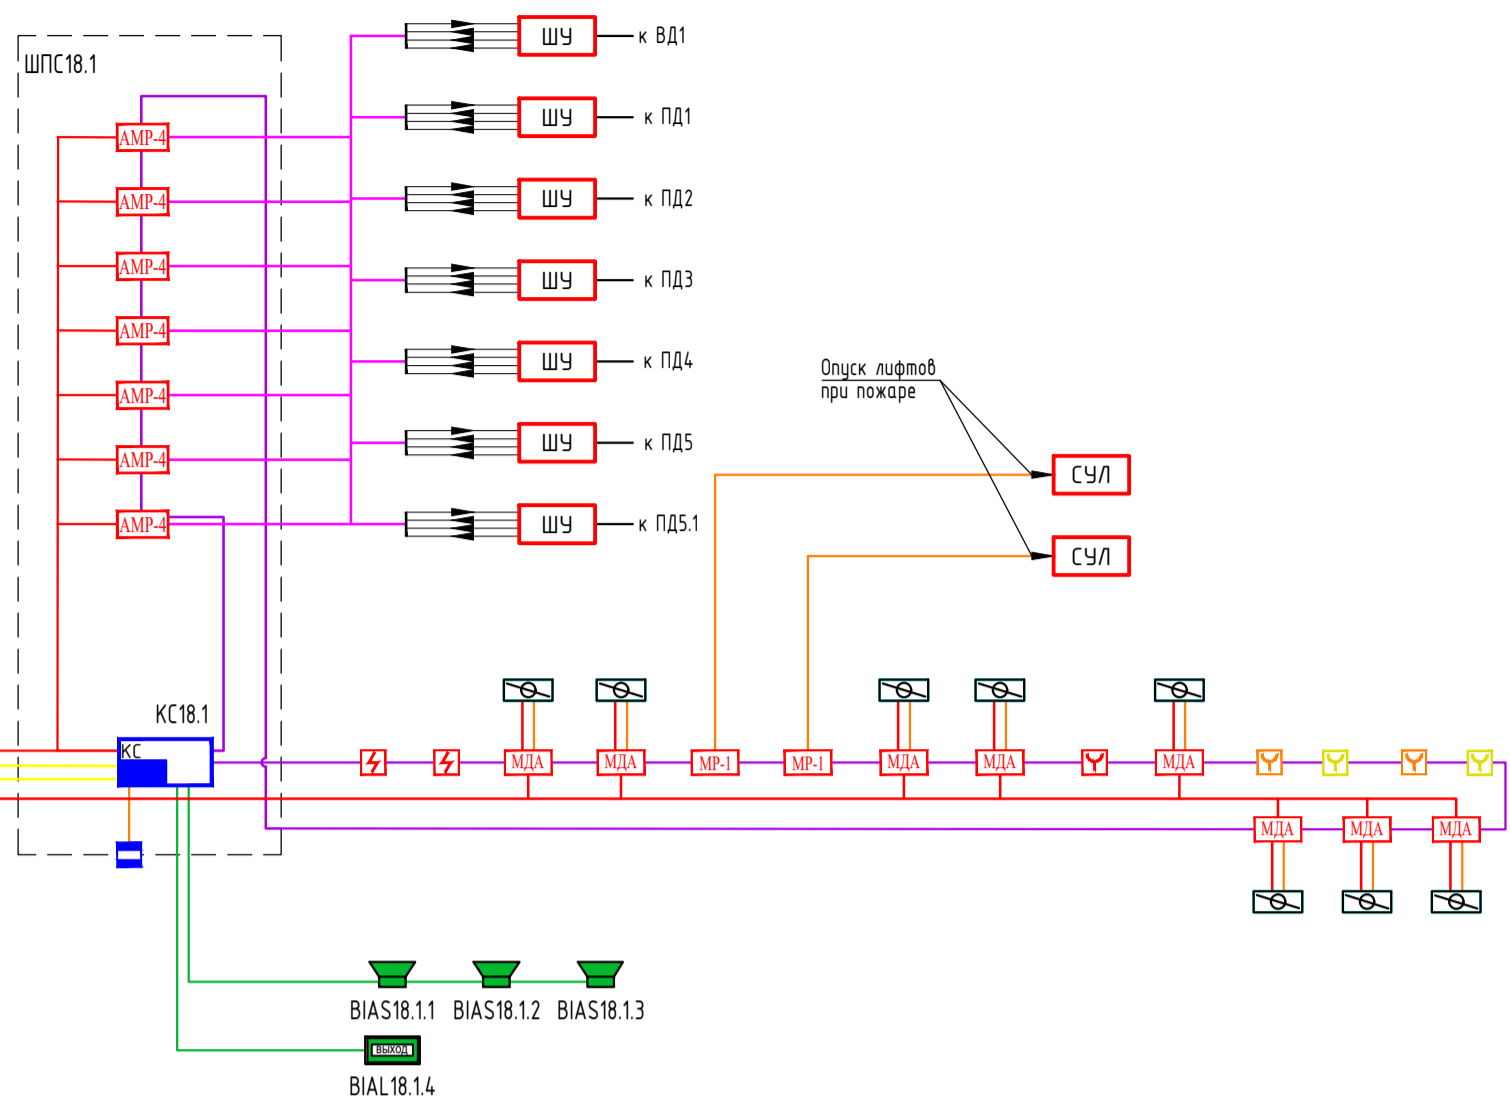 ШПС18.1
АМР-4
АМР-4
АМР-4
АМР-4
АМР-4
АМР-4
АМР-4
ШУ к ВД1
ШУ к ПД1
ШУ к ПД2
ШУ к ПД3
ШУ к ПД4
ШУ к ПД5
ШУ к ПД5.1
Опуск лифтов
при пожаре
СУЛ
СУЛ
КС18.1
КС
МДА
МДА
МР-1
МР-1
МДА
МДА
МДА
МДА
МДА
МДА
BIAS18.1.1
BIAS18.1.2
BIAS18.1.3
ВЫХОД
BIAL18.1.4